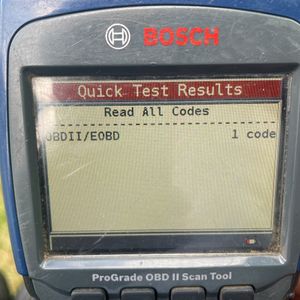 BOSCH
Quick Test Results
Read All Codes
OBDII/EOBD 1 code
ProGrade OBD II Scan Tool